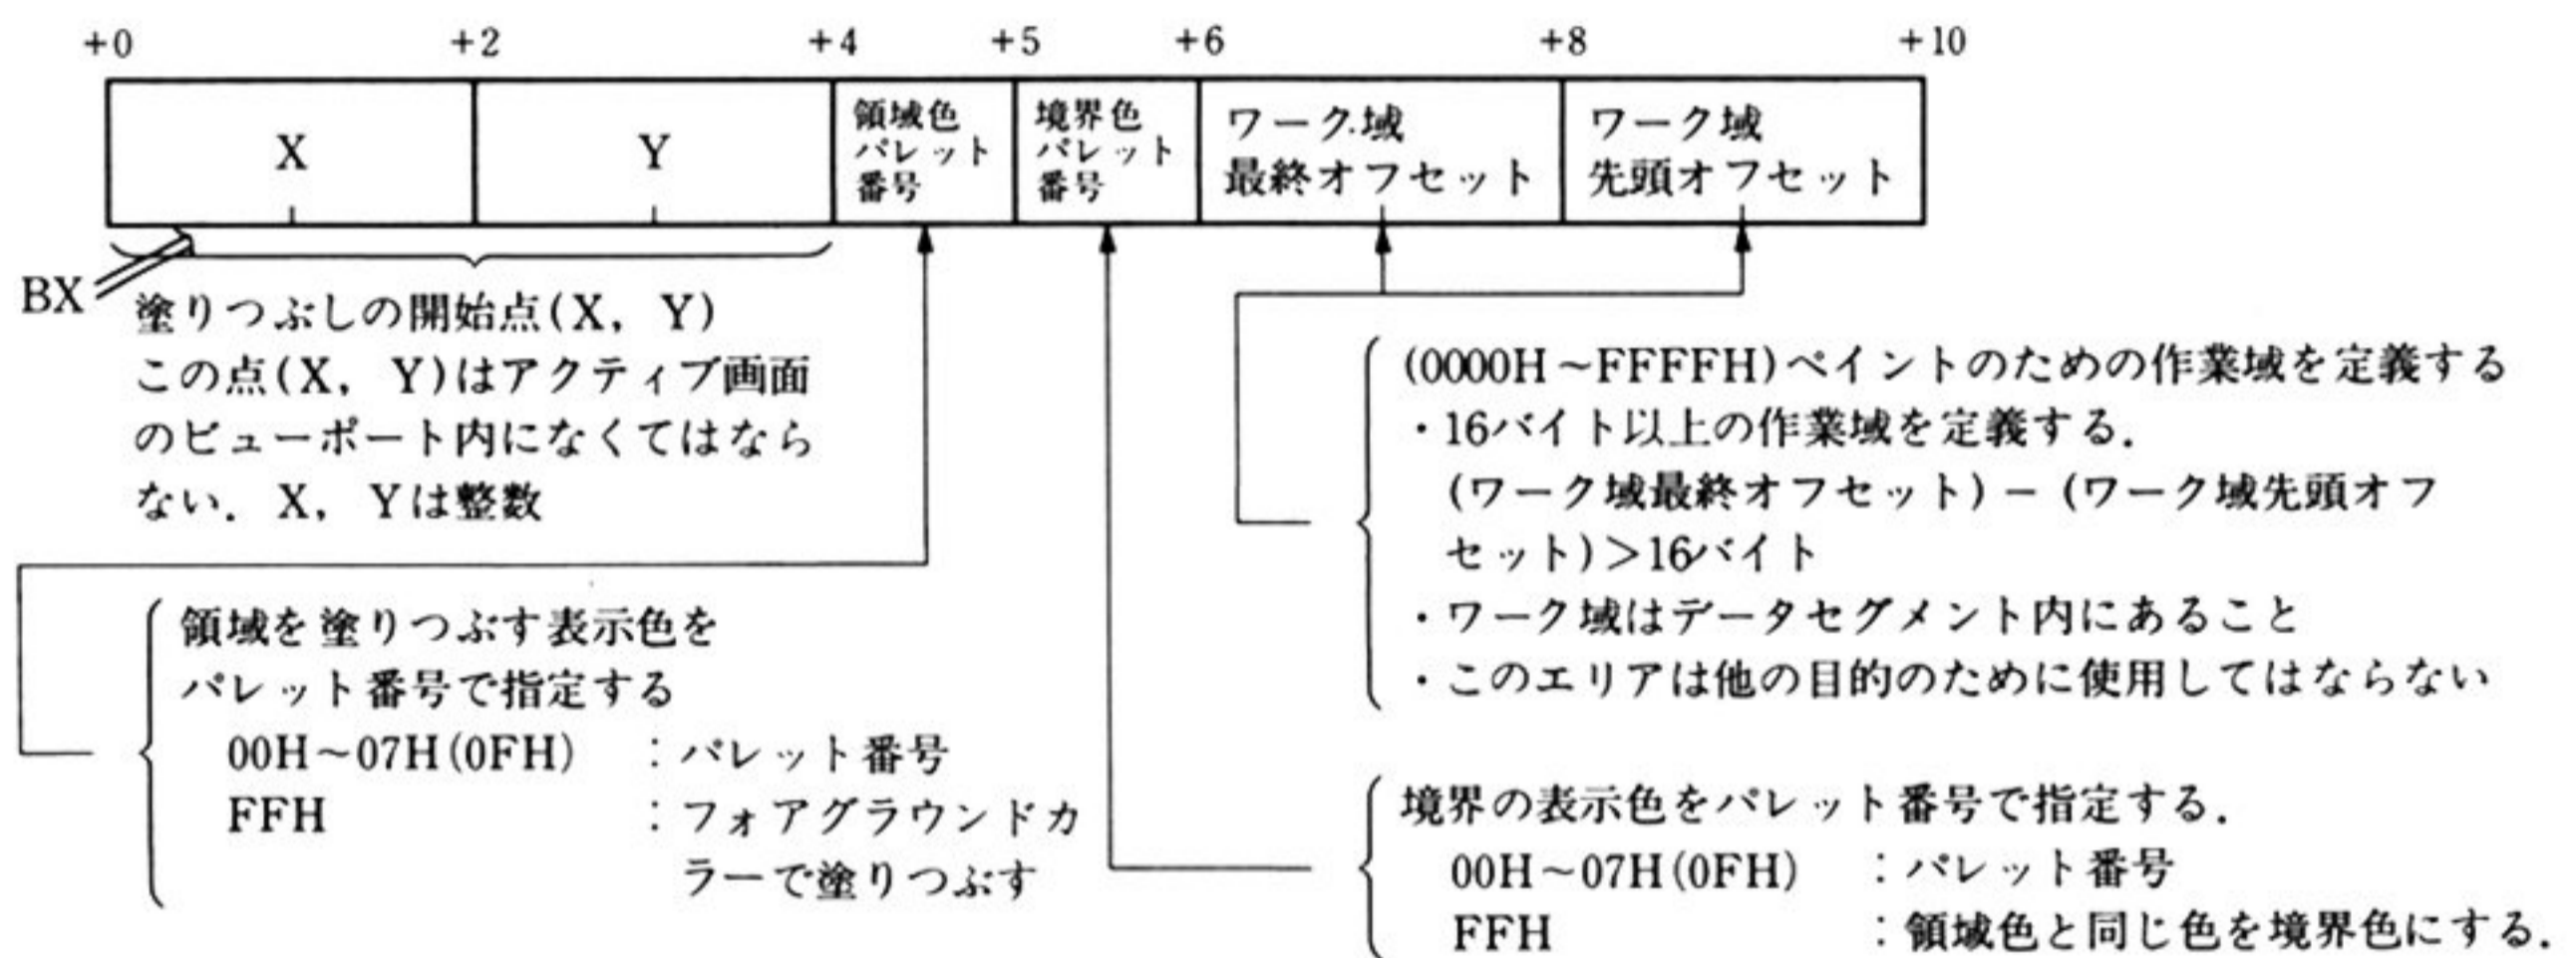 +0 +2 +4 +5 +6 +8 +10
X
Y
領域色
パレット
番号
境界色
パレット
番号
ワーク域
最終オフセット
ワーク域
先頭オフセット
BX
塗りつぶしの開始点(X, Y)
この点(X, Y)はアクティブ画面
のビューポート内になくてはなら
ない. X, Yは整数
領域を塗りつぶす表示色を
パレット番号で指定する
00H~07H(0FH) :パレット番号
FFH :フォアグラウンドカ
ラーで塗りつぶす
(0000H~FFFFH)ペイントのための作業域を定義する
・16バイト以上の作業域を定義する.
(ワーク域最終オフセット)-(ワーク域先頭オフ
セット)>16バイト
・ワーク域はデータセグメント内にあること
・このエリアは他の目的のために使用してはならない
境界の表示色をパレット番号で指定する.
00H~07H(0FH) :パレット番号
FFH :領域色と同じ色を境界色にする.